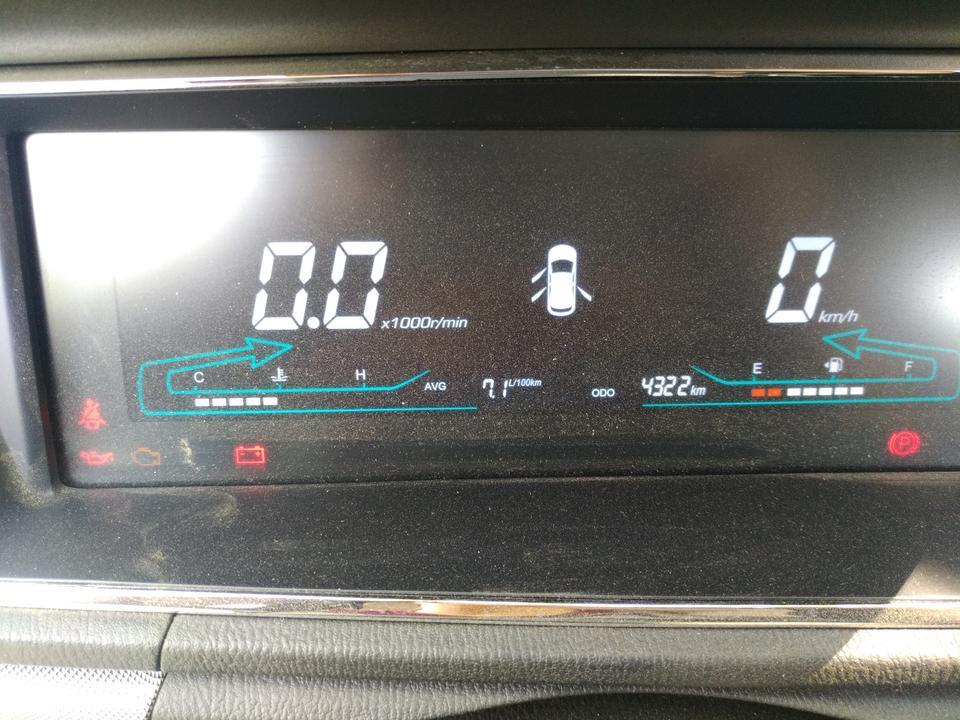 0.0 x1000r/min
0 km/h
C H
AVG 7.1 L/100km
ODO 4322 km
E F
P